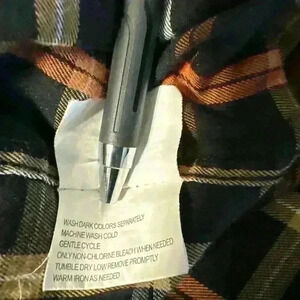 WASH DARK COLORS SEPARATELY
MACHINE WASH COLD
GENTLE CYCLE
ONLY NON-CHLORINE BLEACH WHEN NEEDED
TUMBLE DRY LOW REMOVE PROMPTLY
WARM IRON AS NEEDED